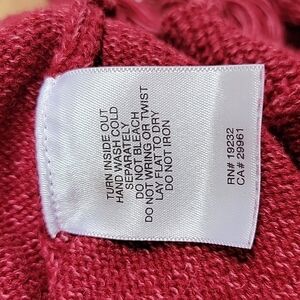 TURN INSIDE OUT
HAND WASH COLD
SEPARATELY
DO NOT BLEACH
DO NOT WRING OR TWIST
LAY FLAT TO DRY
DO NOT IRON
RN# 19232
CA# 29961